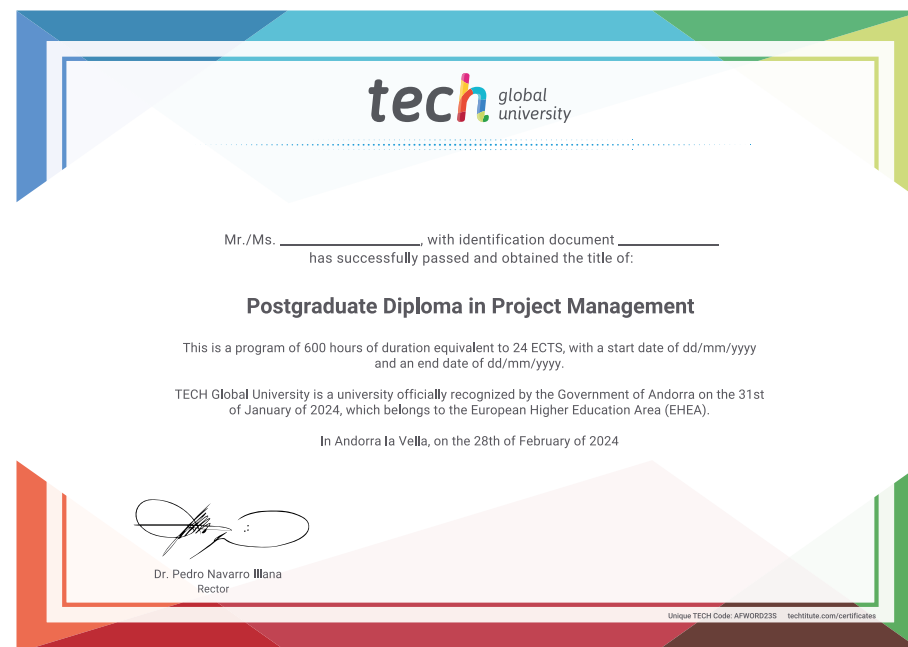 tech global university
Mr./Ms. ____________________, with identification document ______________
has successfully passed and obtained the title of:
Postgraduate Diploma in Project Management
This is a program of 600 hours of duration equivalent to 24 ECTS, with a start date of dd/mm/yyyy
and an end date of dd/mm/yyyy.
TECH Global University is a university officially recognized by the Government of Andorra on the 31st
of January of 2024, which belongs to the European Higher Education Area (EHEA).
In Andorra la Vella, on the 28th of February of 2024
Dr. Pedro Navarro Illana
Rector
Unique TECH Code: AFWORD23S techtitute.com/certificates